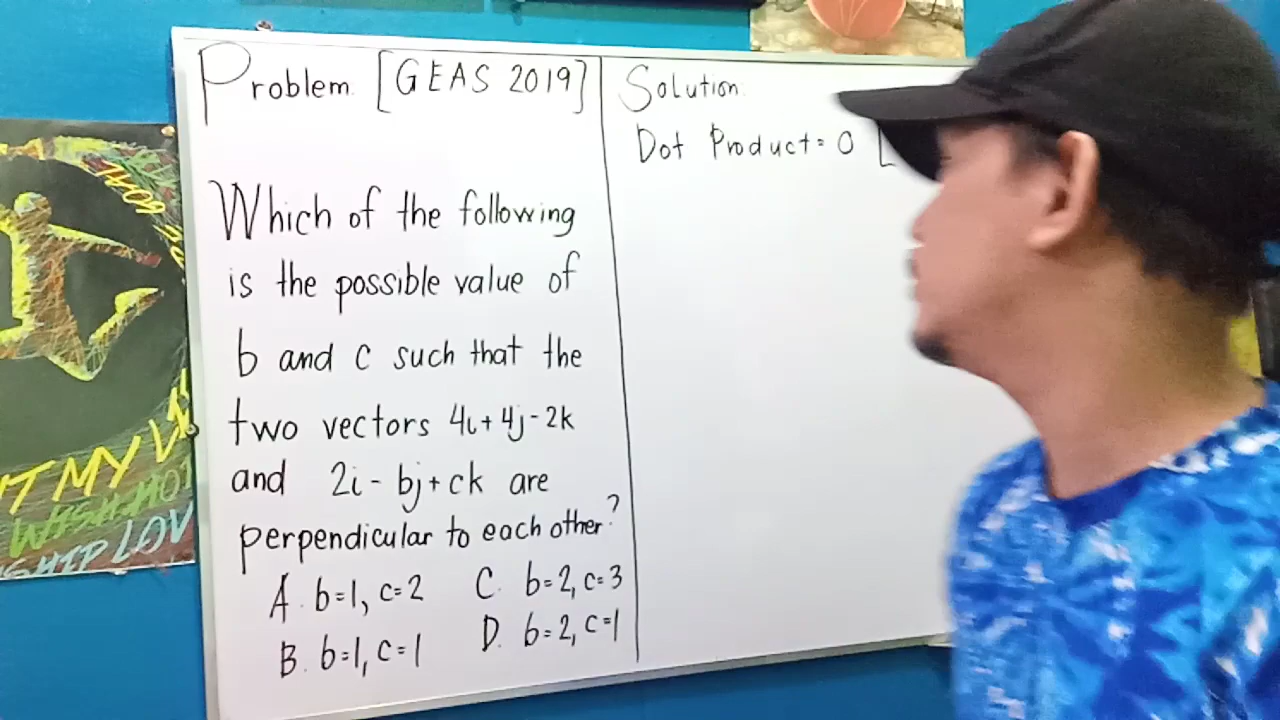 Problem. [GEAS 2019]
Which of the following
is the possible value of
b and c such that the
two vectors 4i + 4j - 2k
and 2i - bj + ck are
perpendicular to each other?
A. b=1, c=2
C. b=2, c=3
B. b=1, c=1
D. b=2, c=1
Solution:
Dot Product = 0 [
GOAL
MY